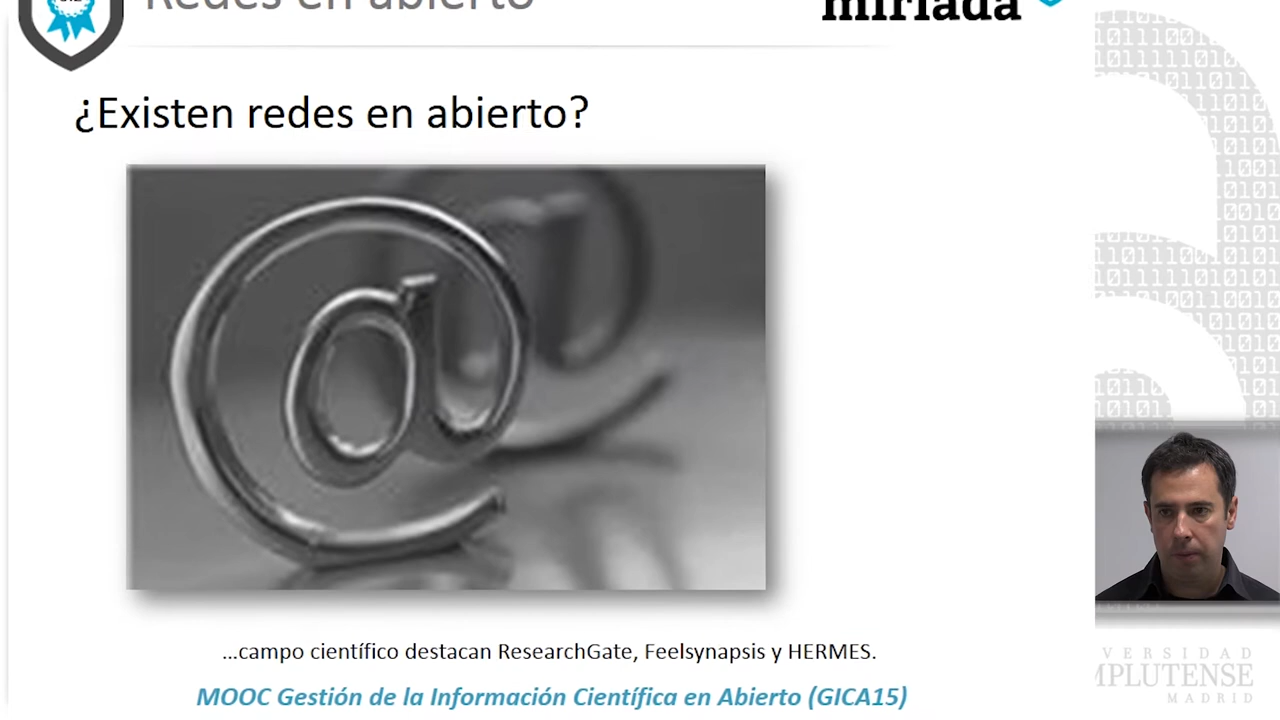 Redes en abierto
miríada
¿Existen redes en abierto?
...campo científico destacan ResearchGate, Feelsynapsis y HERMES.
MOOC Gestión de la Información Científica en Abierto (GICA15)
VERSIDAD
MPLUTENSE
MADRID